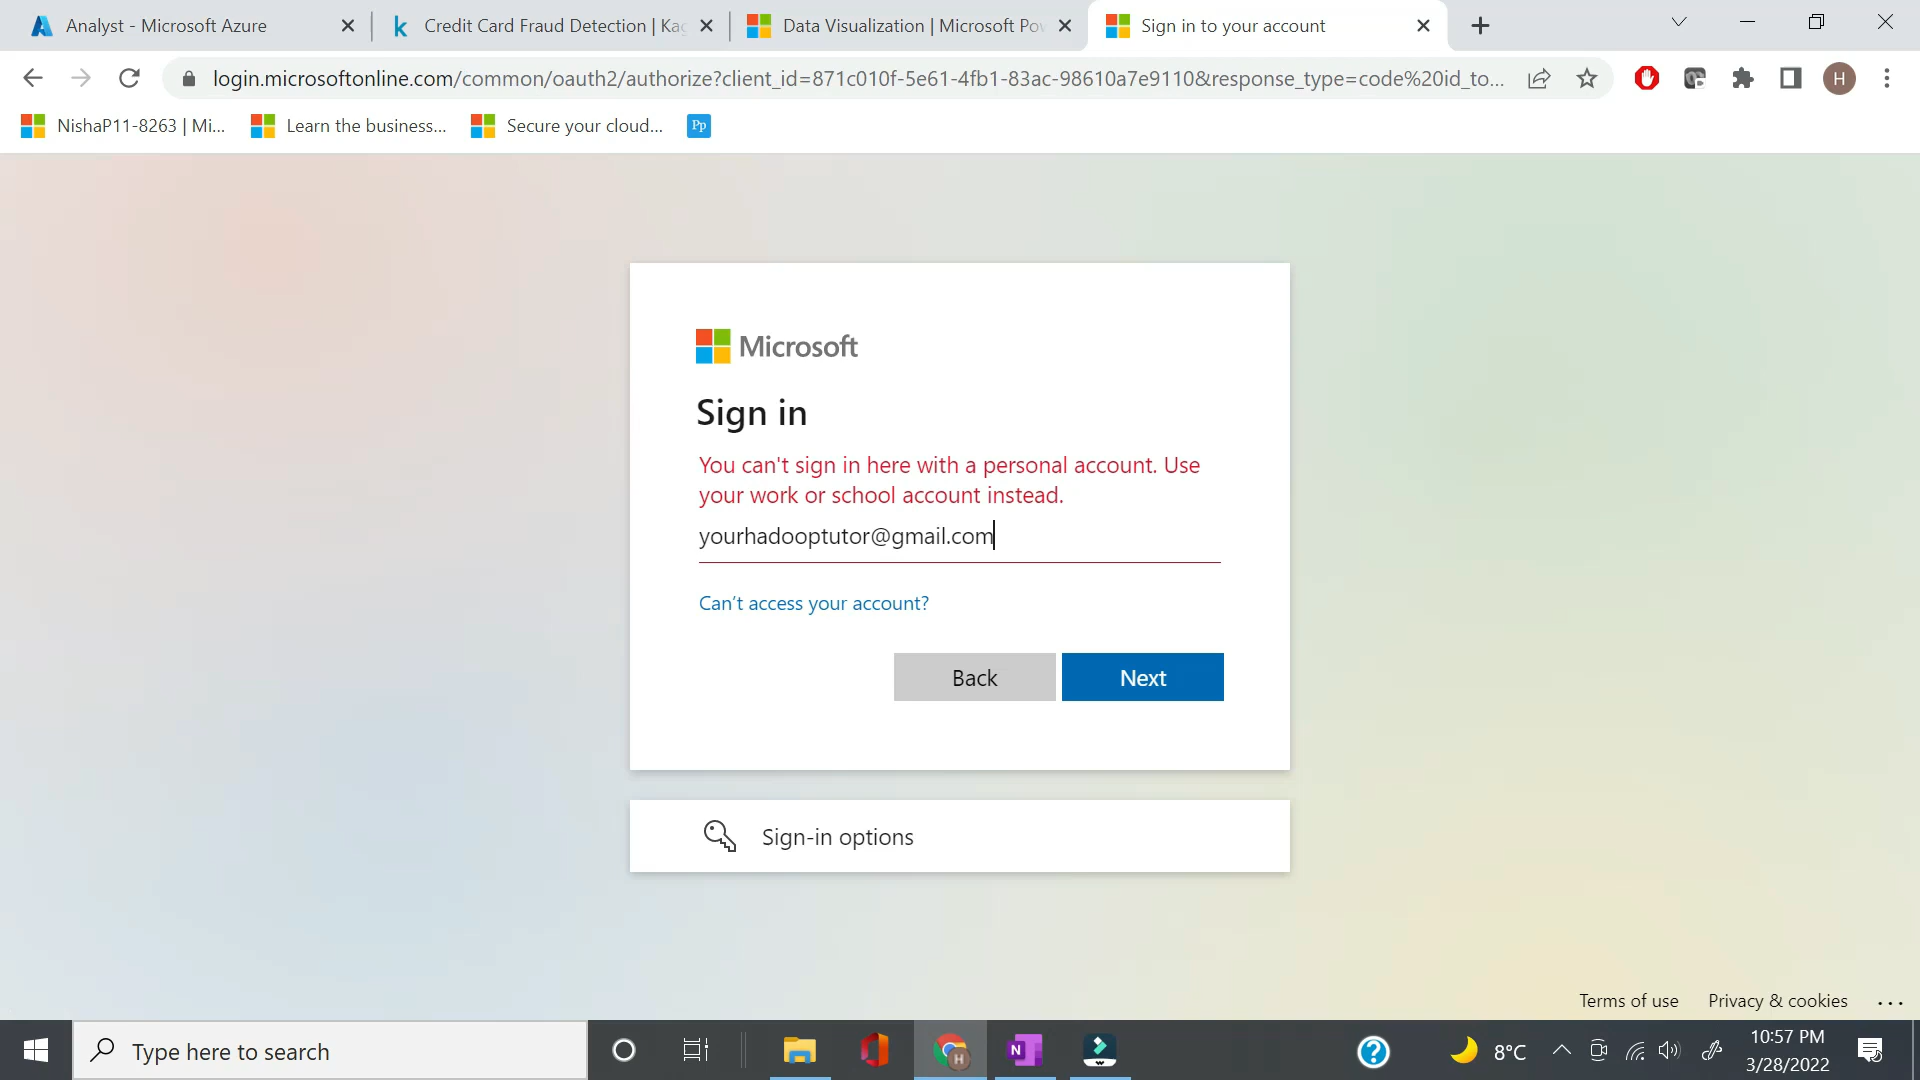 Analyst - Microsoft Azure
Credit Card Fraud Detection | Kag
Data Visualization | Microsoft Pow
Sign in to your account
login.microsoftonline.com/common/oauth2/authorize?client_id=871c010f-5e61-4fb1-83ac-98610a7e9110&response_type=code%20id_to...
H
NishaP11-8263 | Mi...
Learn the business...
Secure your cloud...
Pp
Microsoft
Sign in
You can't sign in here with a personal account. Use
your work or school account instead.
yourhadooptutor@gmail.com
Can't access your account?
Back
Next
Sign-in options
Terms of use
Privacy & cookies
...
Type here to search
H
N
8°C
10:57 PM
3/28/2022